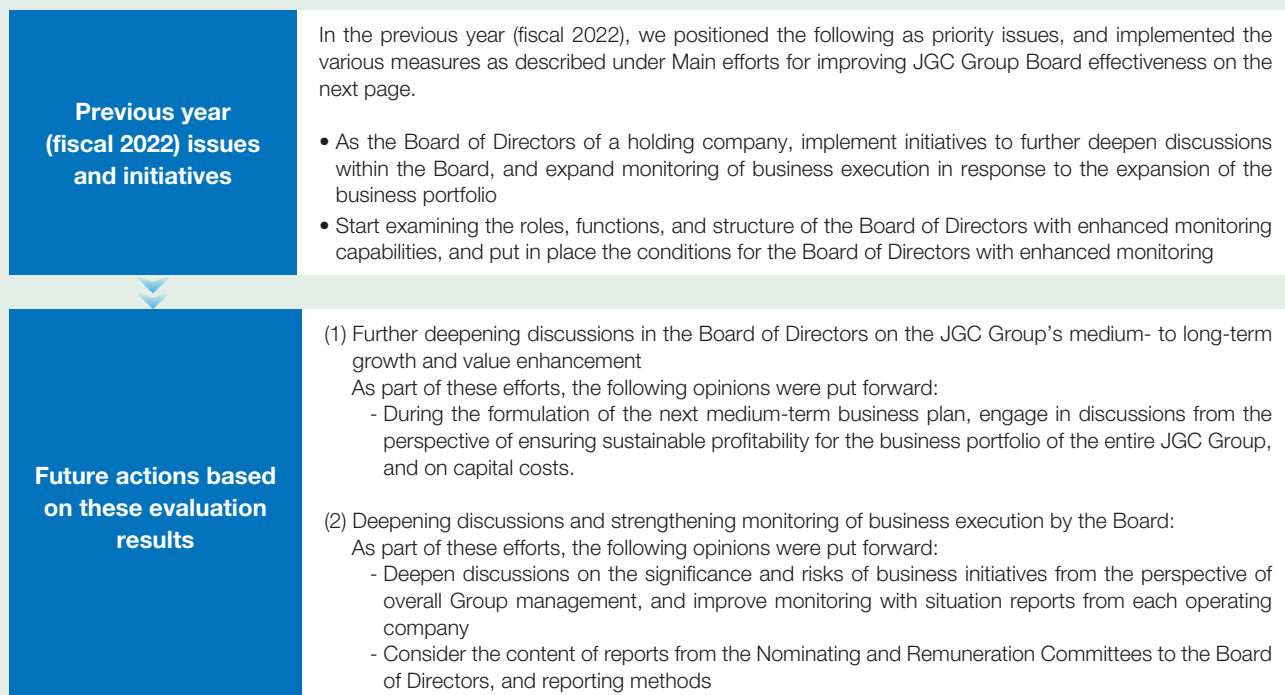 Previous year
(fiscal 2022) issues
and initiatives
In the previous year (fiscal 2022), we positioned the following as priority issues, and implemented the
various measures as described under Main efforts for improving JGC Group Board effectiveness on the
next page.
• As the Board of Directors of a holding company, implement initiatives to further deepen discussions
within the Board, and expand monitoring of business execution in response to the expansion of the
business portfolio
• Start examining the roles, functions, and structure of the Board of Directors with enhanced monitoring
capabilities, and put in place the conditions for the Board of Directors with enhanced monitoring
Future actions based
on these evaluation
results
(1) Further deepening discussions in the Board of Directors on the JGC Group's medium- to long-term
growth and value enhancement
As part of these efforts, the following opinions were put forward:
- During the formulation of the next medium-term business plan, engage in discussions from the
perspective of ensuring sustainable profitability for the business portfolio of the entire JGC Group,
and on capital costs.
(2) Deepening discussions and strengthening monitoring of business execution by the Board:
As part of these efforts, the following opinions were put forward:
- Deepen discussions on the significance and risks of business initiatives from the perspective of
overall Group management, and improve monitoring with situation reports from each operating
company
- Consider the content of reports from the Nominating and Remuneration Committees to the Board
of Directors, and reporting methods